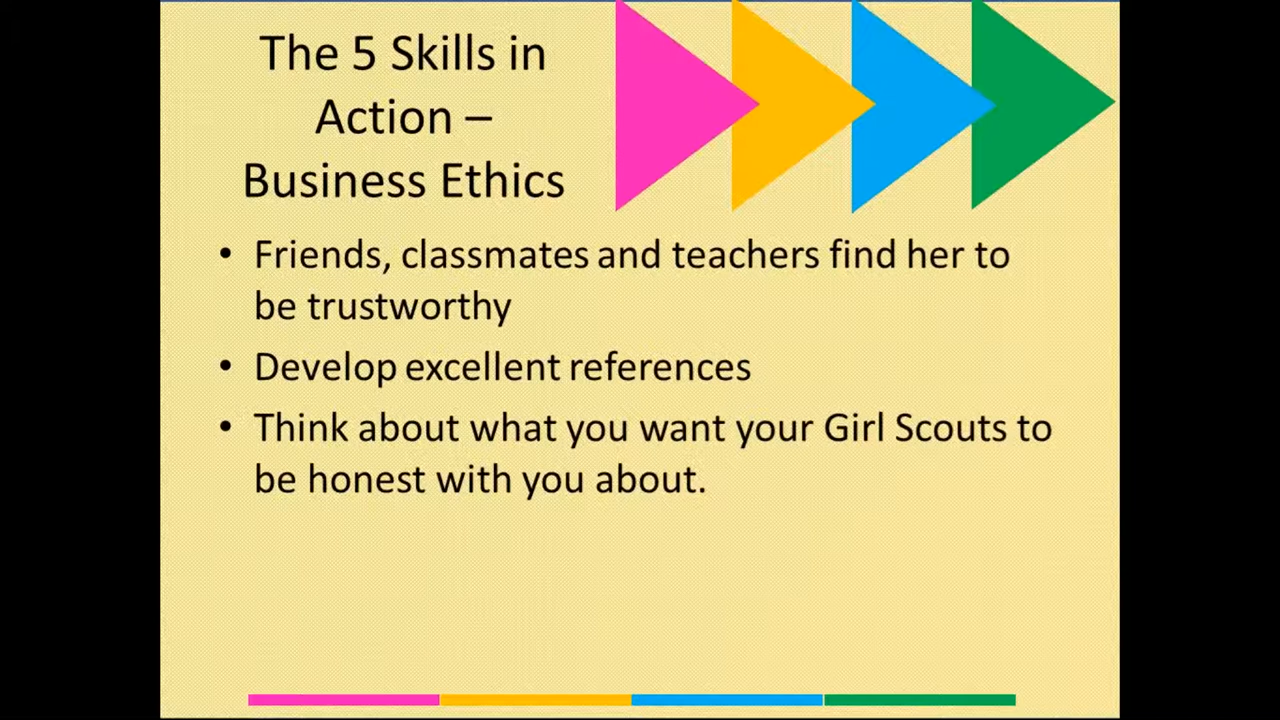 The 5 Skills in
Action –
Business Ethics
• Friends, classmates and teachers find her to
be trustworthy
• Develop excellent references
• Think about what you want your Girl Scouts to
be honest with you about.